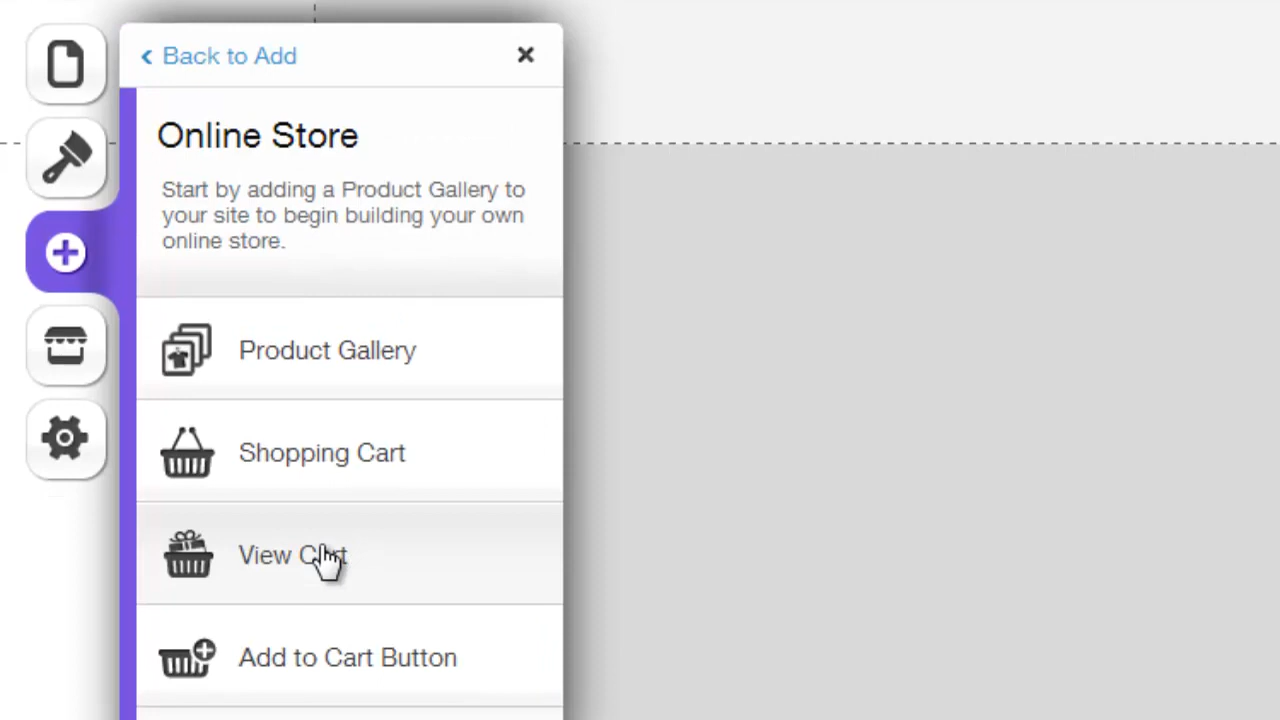 Back to Add
Online Store
Start by adding a Product Gallery to
your site to begin building your own
online store.
Product Gallery
Shopping Cart
View Cart
Add to Cart Button